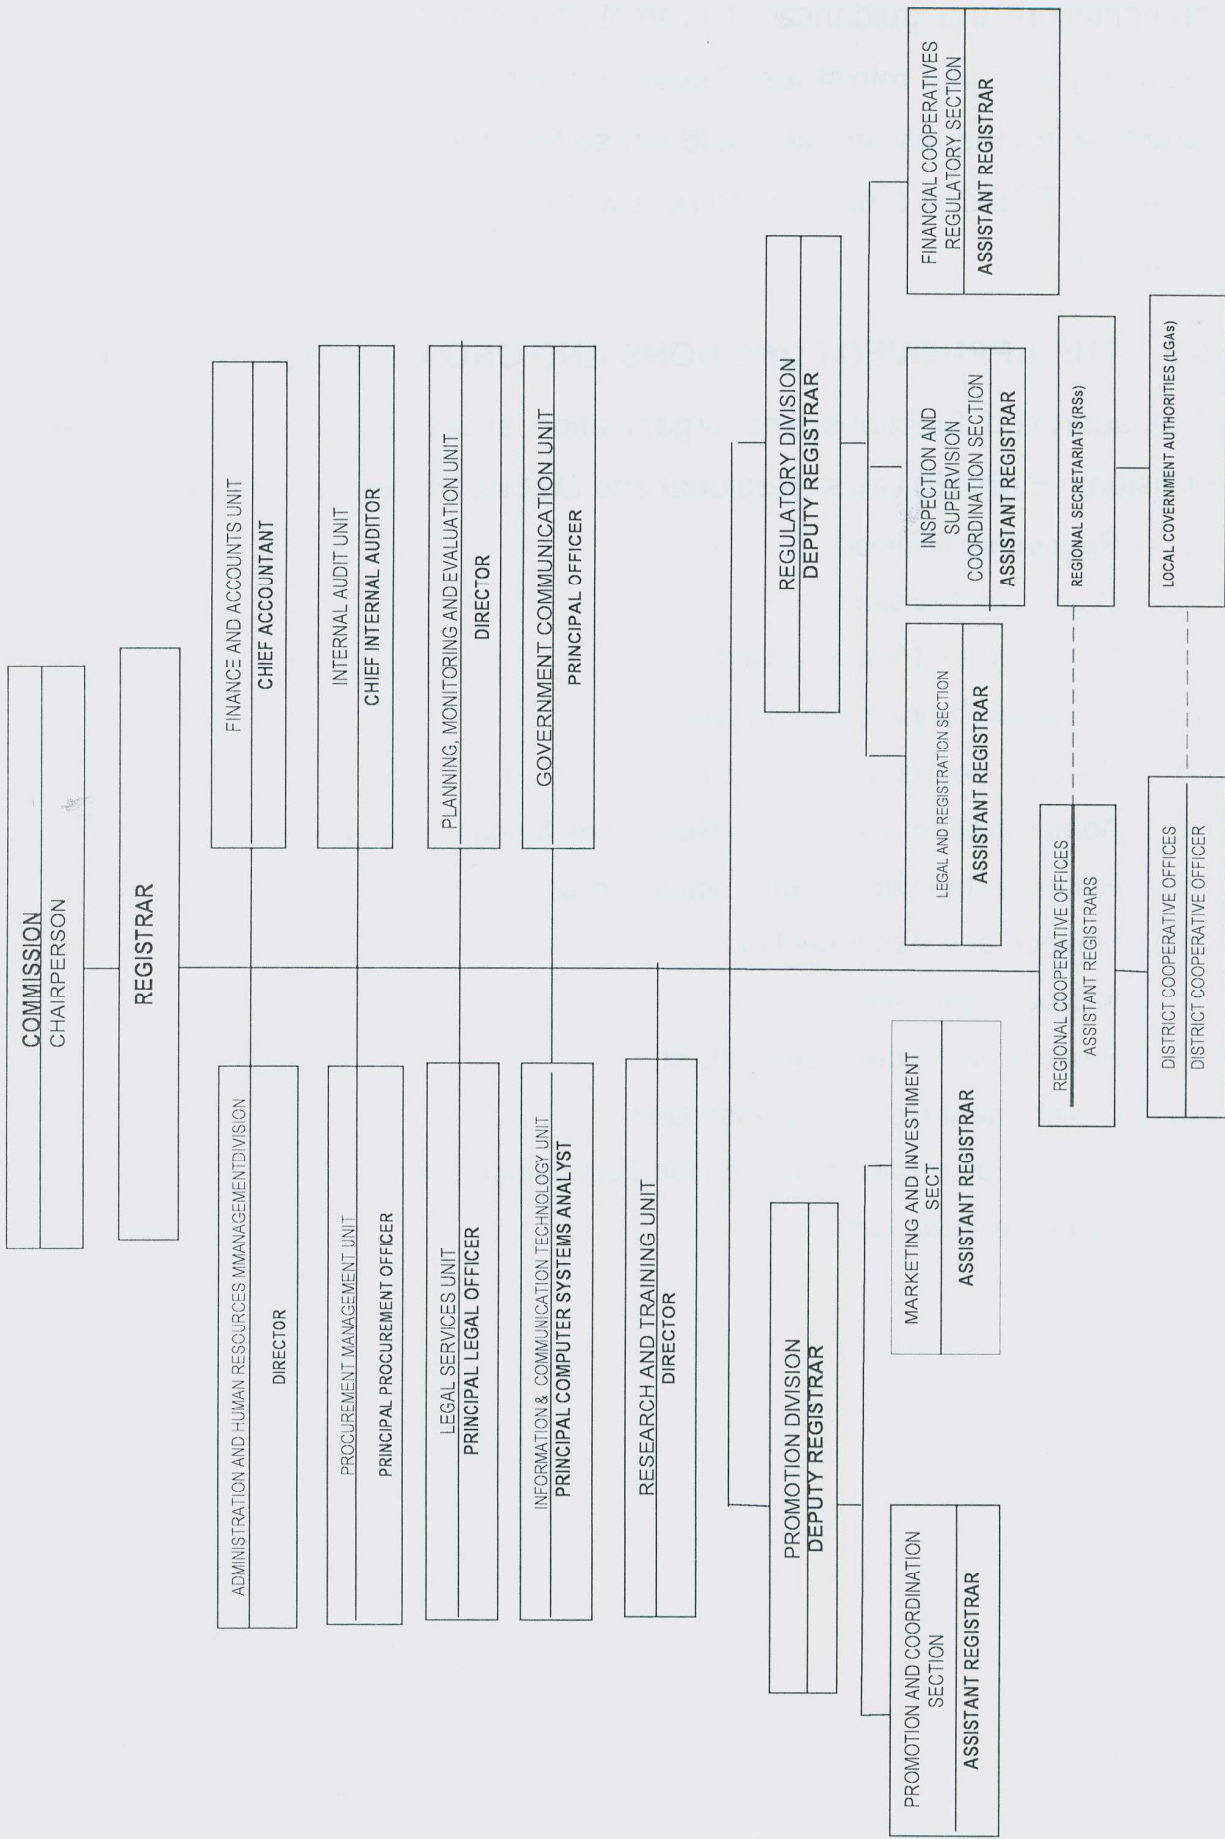 COMMISSION
CHAIRPERSON
REGISTRAR
ADMINISTRATION AND HUMAN RESOURCES MMANAGEMENTDIVISION
DIRECTOR
FINANCE AND ACCOUNTS UNIT
CHIEF ACCOUNTANT
PROCUREMENT MANAGEMENT UNIT
PRINCIPAL PROCUREMENT OFFICER
INTERNAL AUDIT UNIT
CHIEF INTERNAL AUDITOR
LEGAL SERVICES UNIT
PRINCIPAL LEGAL OFFICER
PLANNING, MONITORING AND EVALUATION UNIT
DIRECTOR
INFORMATION & COMMUNICATION TECHNOLOGY UNIT
PRINCIPAL COMPUTER SYSTEMS ANALYST
GOVERNMENT COMMUNICATION UNIT
PRINCIPAL OFFICER
RESEARCH AND TRAINING UNIT
DIRECTOR
PROMOTION DIVISION
DEPUTY REGISTRAR
REGULATORY DIVISION
DEPUTY REGISTRAR
PROMOTION AND COORDINATION
SECTION
ASSISTANT REGISTRAR
MARKETING AND INVESTIMENT
SECT
ASSISTANT REGISTRAR
LEGAL AND REGISTRATION SECTION
ASSISTANT REGISTRAR
INSPECTION AND
SUPERVISION
COORDINATION SECTION
ASSISTANT REGISTRAR
FINANCIAL COOPERATIVES
REGULATORY SECTION
ASSISTANT REGISTRAR
REGIONAL COOPERATIVE OFFICES
ASSISTANT REGISTRARS
REGIONAL SECRETARIATS(RSs)
DISTRICT COOPERATIVE OFFICES
DISTRICT COOPERATIVE OFFICER
LOCAL GOVERNMENT AUTHORITIES (LGAs)